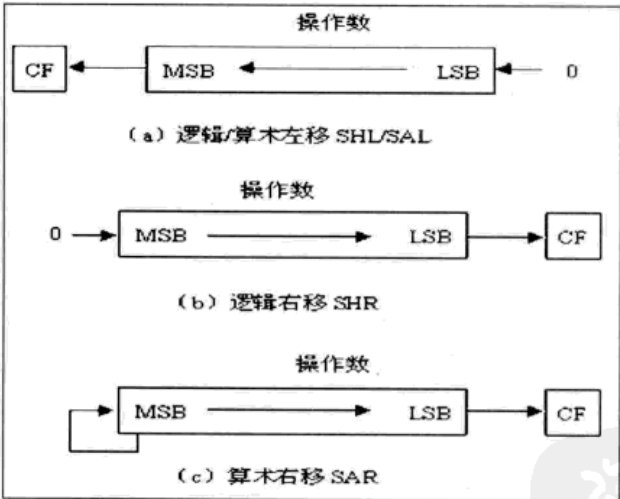 操作数
CF MSB LSB 0
(a) 逻辑/算术左移 SHL/SAL
操作数
0 MSB LSB CF
(b) 逻辑右移 SHR
操作数
MSB LSB CF
(c) 算术右移 SAR